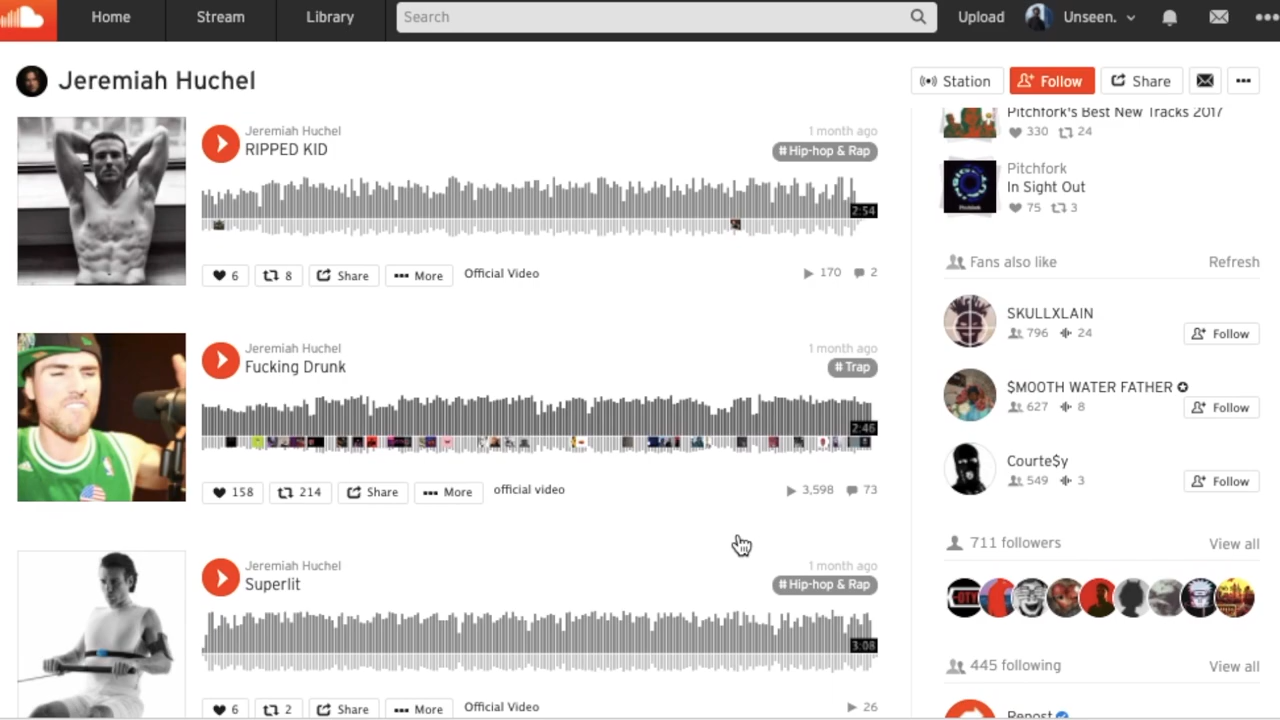 Home Stream Library Search Upload Unseen.
Jeremiah Huchel
Station Follow Share
Jeremiah Huchel
1 month ago
RIPPED KID
# Hip-hop & Rap
2:54
6 8 Share More Official Video 170 2
Jeremiah Huchel
1 month ago
Fucking Drunk
# Trap
2:46
158 214 Share More official video 3,598 73
Jeremiah Huchel
1 month ago
Superlit
# Hip-hop & Rap
3:08
6 2 Share More Official Video 26
Pitchfork's Best New Tracks 2017
330 24
Pitchfork
In Sight Out
75 3
Fans also like Refresh
SKULLXLAIN
796 24 Follow
$MOOTH WATER FATHER
627 8 Follow
Courte$y
549 3 Follow
711 followers View all
445 following View all
Repost